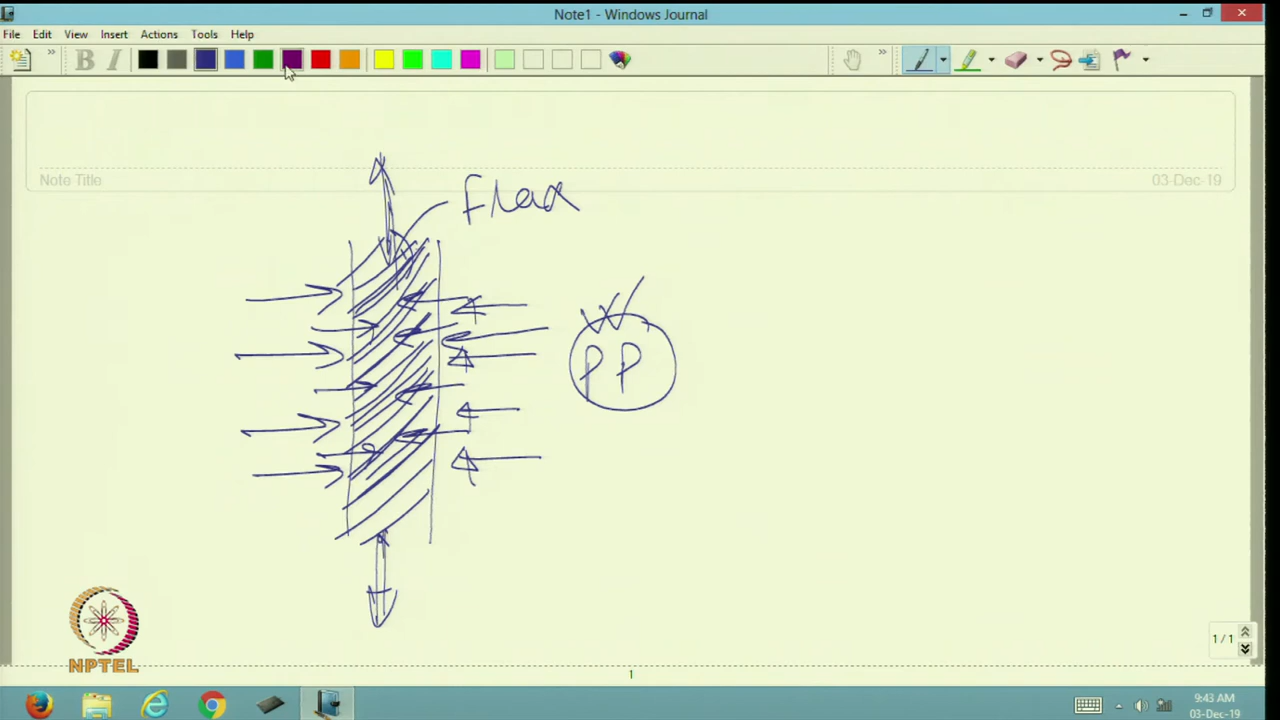 Note1 - Windows Journal
File Edit View Insert Actions Tools Help
B I
Note Title
03-Dec-19
Flax
PP
NPTEL
1 / 1
1
9:43 AM
03-Dec-19